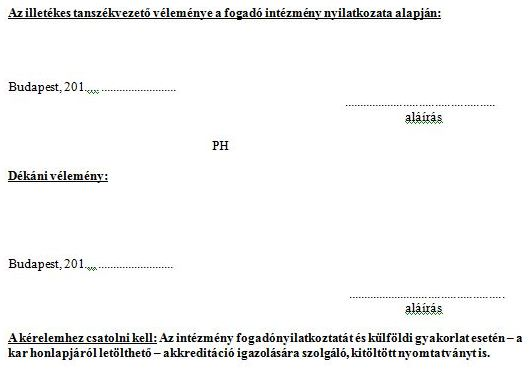 Az illetékes tanszékvezető véleménye a fogadó intézmény nyilatkozata alapján:
Budapest, 201.... .........................
..................................................
aláírás
PH
Dékáni vélemény:
Budapest, 201.... .........................
....................................................
aláírás
A kérelemhez csatolni kell: Az intézmény fogadónyilatkoztatát és külföldi gyakorlat esetén – a
kar honlapjáról letölthető – akkreditáció igazolására szolgáló, kitöltött nyomtatványt is.